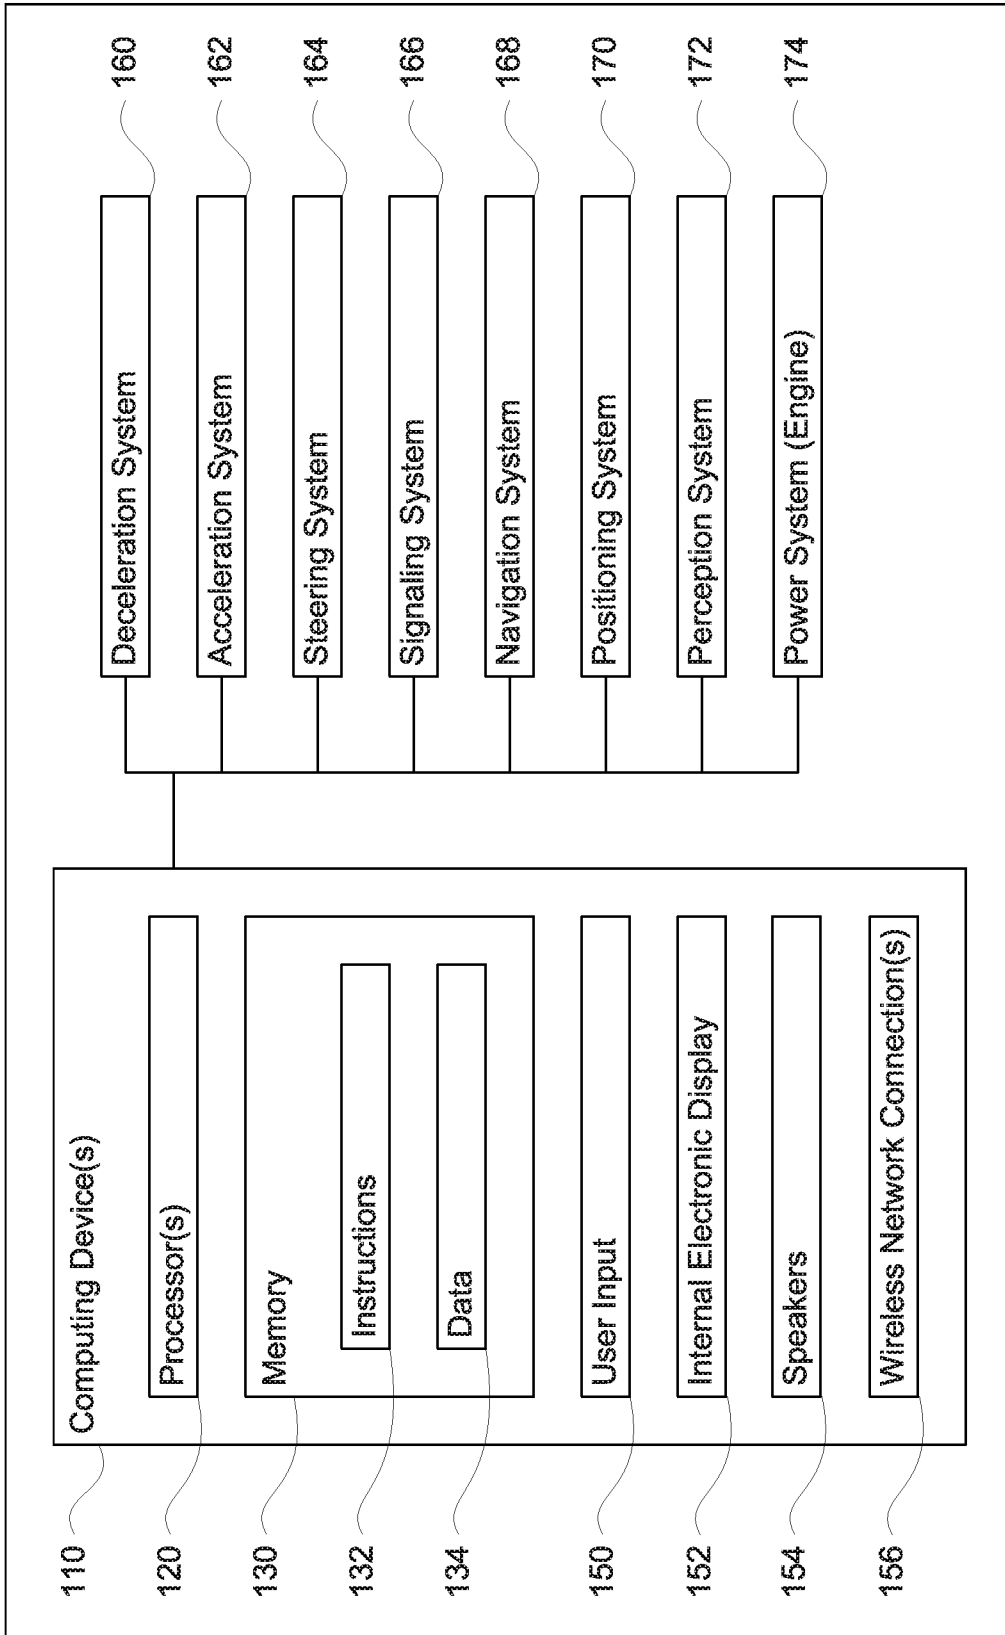 110
Computing Device(s)
120
Processor(s)
130
Memory
132
Instructions
134
Data
150
User Input
152
Internal Electronic Display
154
Speakers
156
Wireless Network Connection(s)
Deceleration System
160
Acceleration System
162
Steering System
164
Signaling System
166
Navigation System
168
Positioning System
170
Perception System
172
Power System (Engine)
174